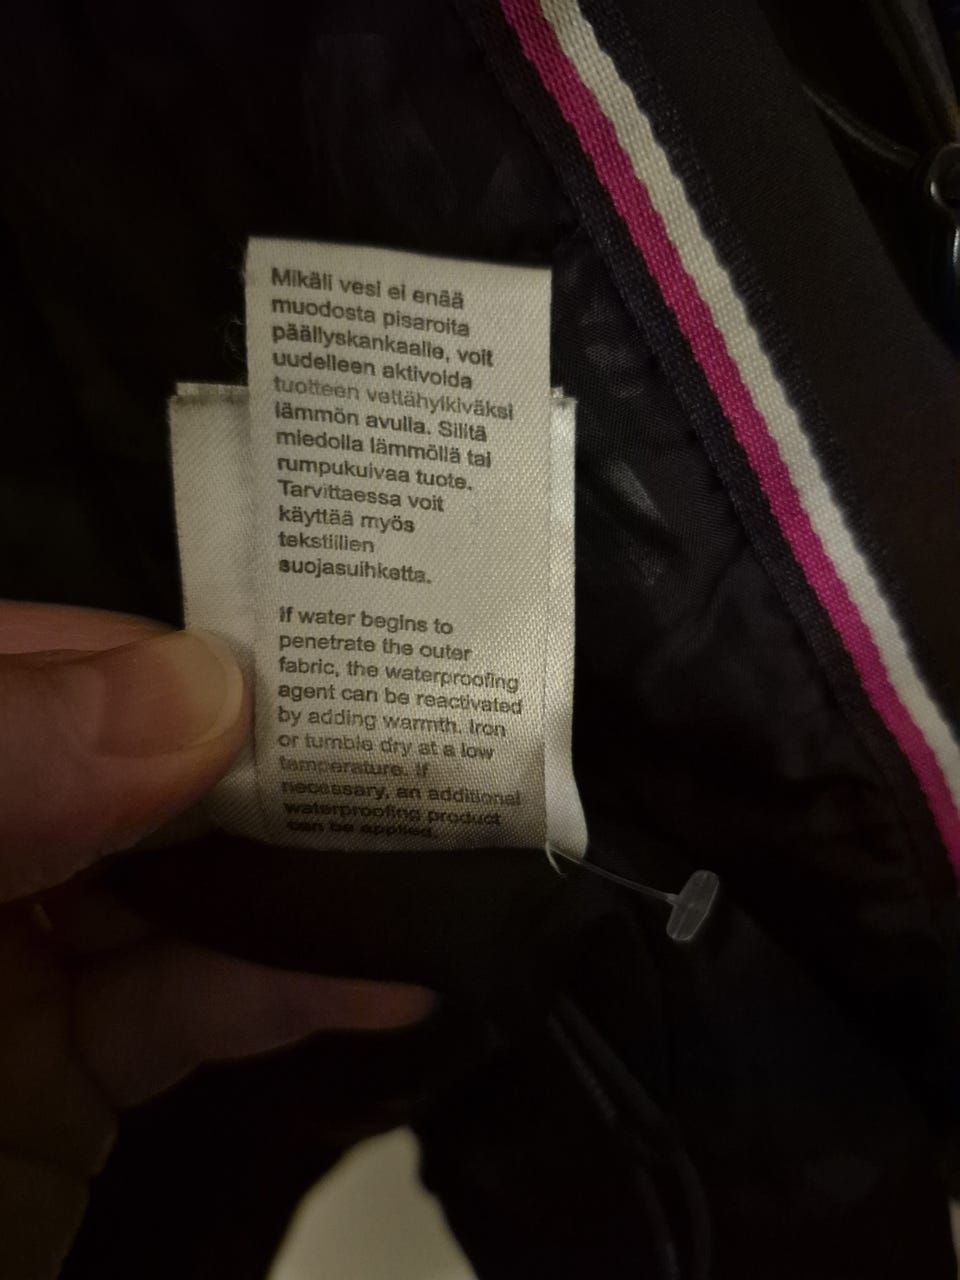 Mikäli vesi ei enää
muodosta pisaroita
päällyskankaalle, voit
uudelleen aktivoida
tuotteen vettähylkiväksi
lämmön avulla. Silitä
miedolla lämmöllä tai
rumpukuivaa tuote.
Tarvittaessa voit
käyttää myös
tekstiilien
suojasuihketta.
If water begins to
penetrate the outer
fabric, the waterproofing
agent can be reactivated
by adding warmth. Iron
or tumble dry at a low
temperature. If
necessary, an additional
waterproofing product
can be applied.